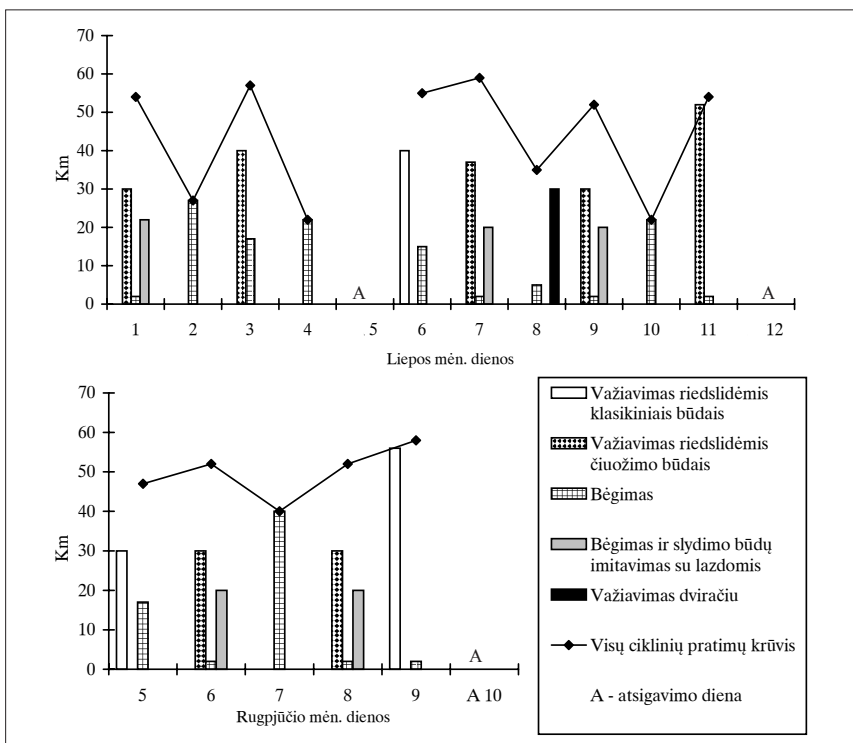 70
60
50
40
30
20
10
0
Km
A
A
1 2 3 4 5 6 7 8 9 10 11 12
Liepos mėn. dienos
70
60
50
40
30
20
10
0
Km
A
5 6 7 8 9 A 10
Rugpjūčio mėn. dienos
Važiavimas riedslidėmis
klasikiniais būdais
Važiavimas riedslidėmis
čiuožimo būdais
Bėgimas
Bėgimas ir slydimo būdų
imitavimas su lazdomis
Važiavimas dviračiu
Visų ciklinių pratimų krūvis
A - atsigavimo diena